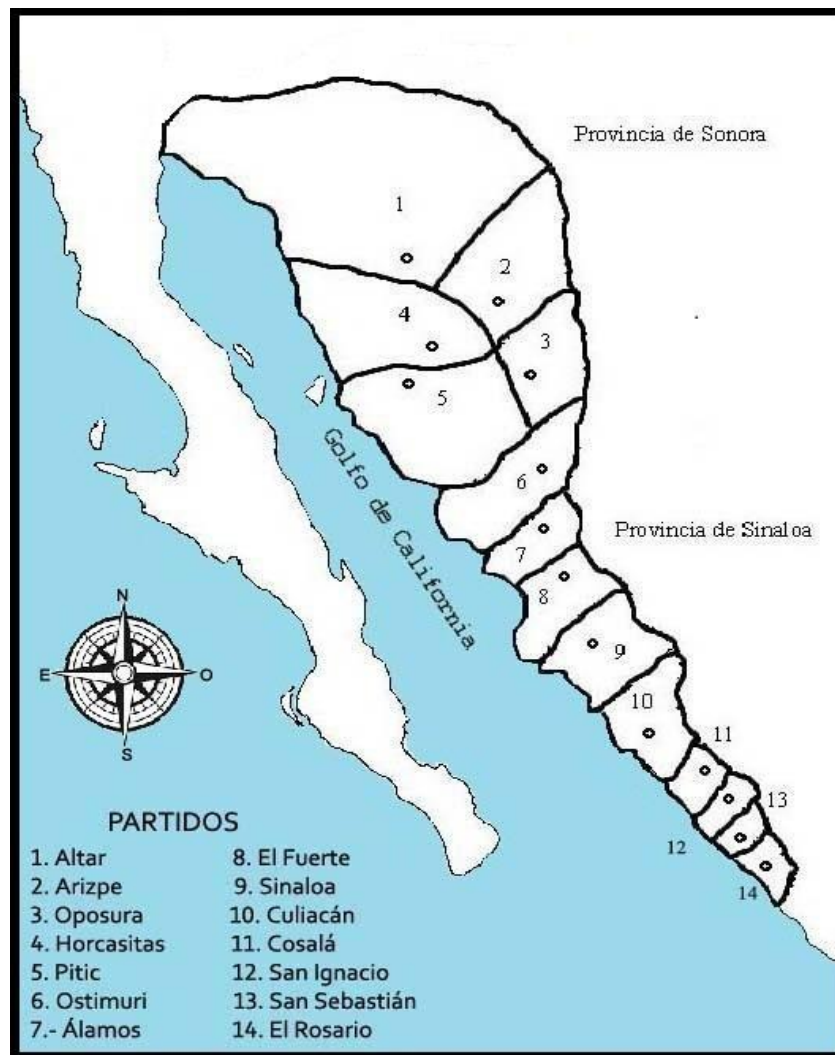 Provincia de Sonora
1
2
3
4
5
6
Golfo de California
Provincia de Sinaloa
7
8
9
10
11
12
13
14
N
E
O
S
PARTIDOS
1. Altar
2. Arizpe
3. Oposura
4. Horcasitas
5. Pitic
6. Ostimuri
7.- Álamos
8. El Fuerte
9. Sinaloa
10. Culiacán
11. Cosalá
12. San Ignacio
13. San Sebastián
14. El Rosario